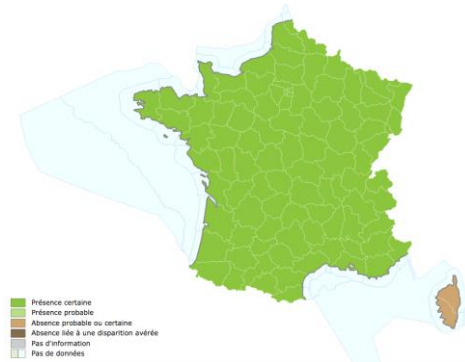 Présence certaine
Présence probable
Absence probable ou certaine
Absence liée à une disparition avérée
Pas d'information
Pas de données